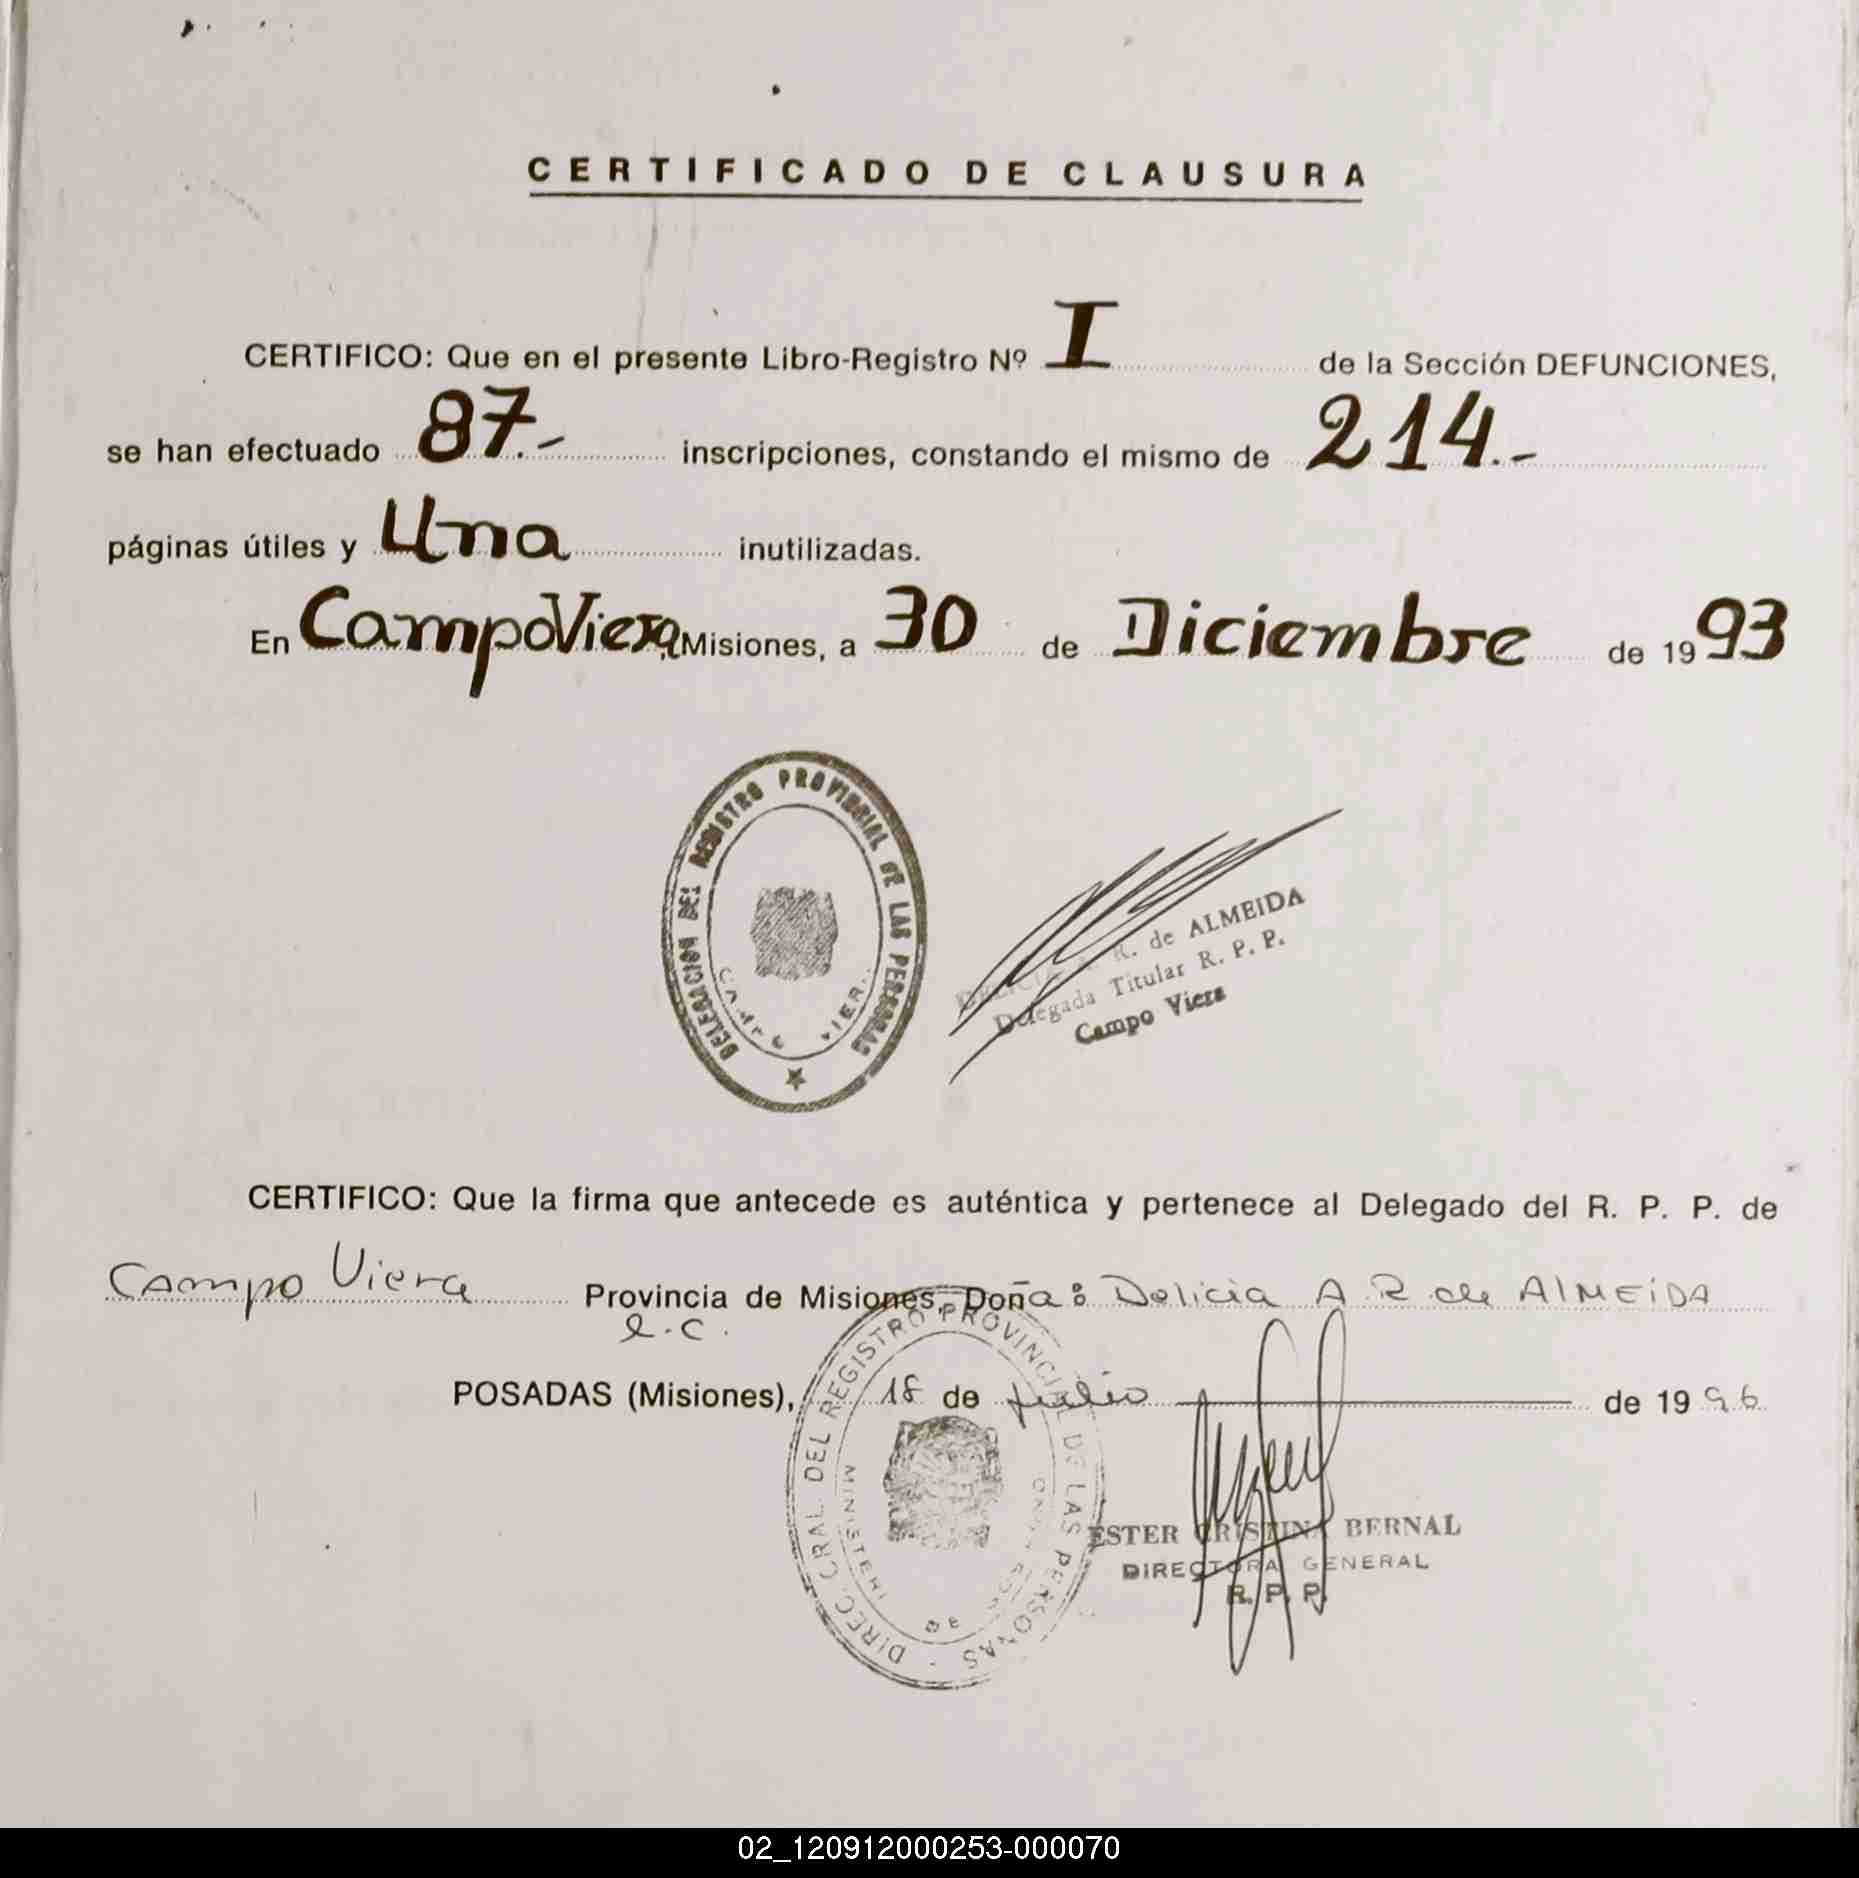 CERTIFICADO DE CLAUSURA
CERTIFICO: Que en el presente Libro-Registro Nº I de la Sección DEFUNCIONES,
se han efectuado 87.- inscripciones, constando el mismo de 214.-
páginas útiles y Una inutilizadas.
En Campo Viera, Misiones, a 30 de Diciembre de 1993
DELEGACION DEL REGISTRO PROVINCIAL DE LAS PERSONAS
R. de ALMEIDA
Delegada Titular R. P. P.
Campo Viera
CERTIFICO: Que la firma que antecede es auténtica y pertenece al Delegado del R. P. P. de
Campo Viera Provincia de Misiones, Doña: Delicia A R de ALMEIDA
l.c.
POSADAS (Misiones), 18 de Julio de 1996
DIREC. GRAL. DEL REGISTRO PROVINCIAL DE LAS PERSONAS
ESTER CRISTINA BERNAL
DIRECTORA GENERAL
R. P. P.
02_120912000253-000070